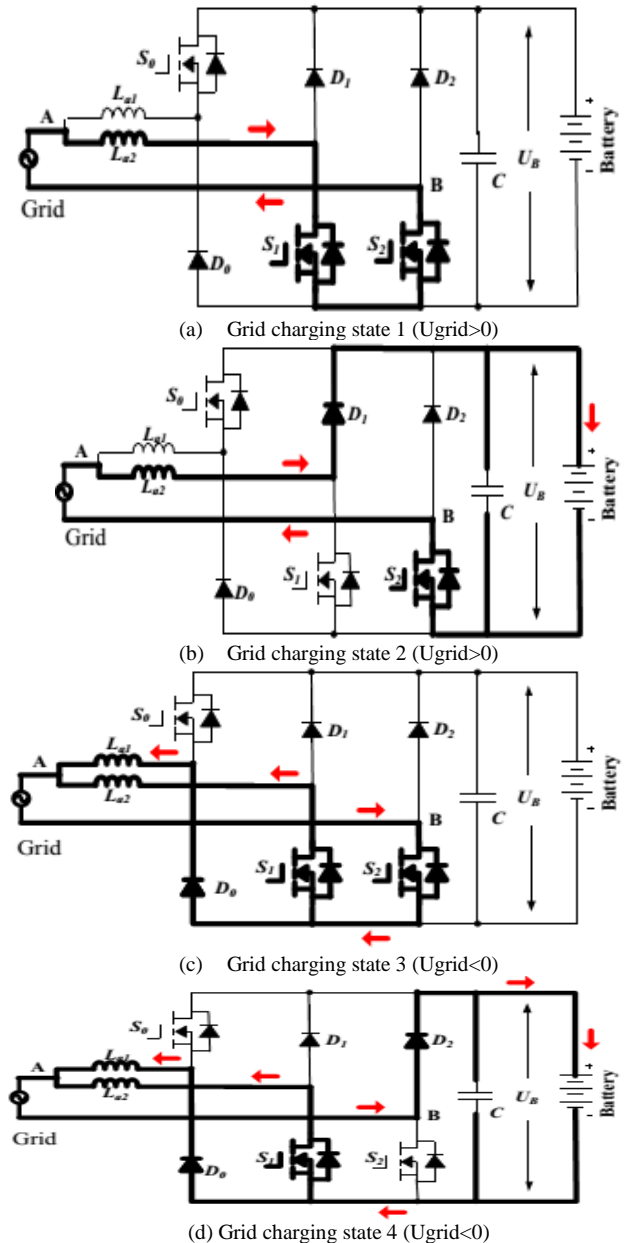 S0
D1
D2
La1
A
La2
C
UB
+
Battery
-
Grid
B
D0
S1
S2
(a) Grid charging state 1 (Ugrid>0)
S0
D1
D2
La1
A
La2
C
UB
+
Battery
-
Grid
B
D0
S1
S2
(b) Grid charging state 2 (Ugrid>0)
S0
D1
D2
La1
A
La2
C
UB
+
Battery
-
Grid
B
D0
S1
S2
(c) Grid charging state 3 (Ugrid<0)
S0
D1
D2
La1
A
La2
C
UB
+
Battery
-
Grid
B
D0
S1
S2
(d) Grid charging state 4 (Ugrid<0)